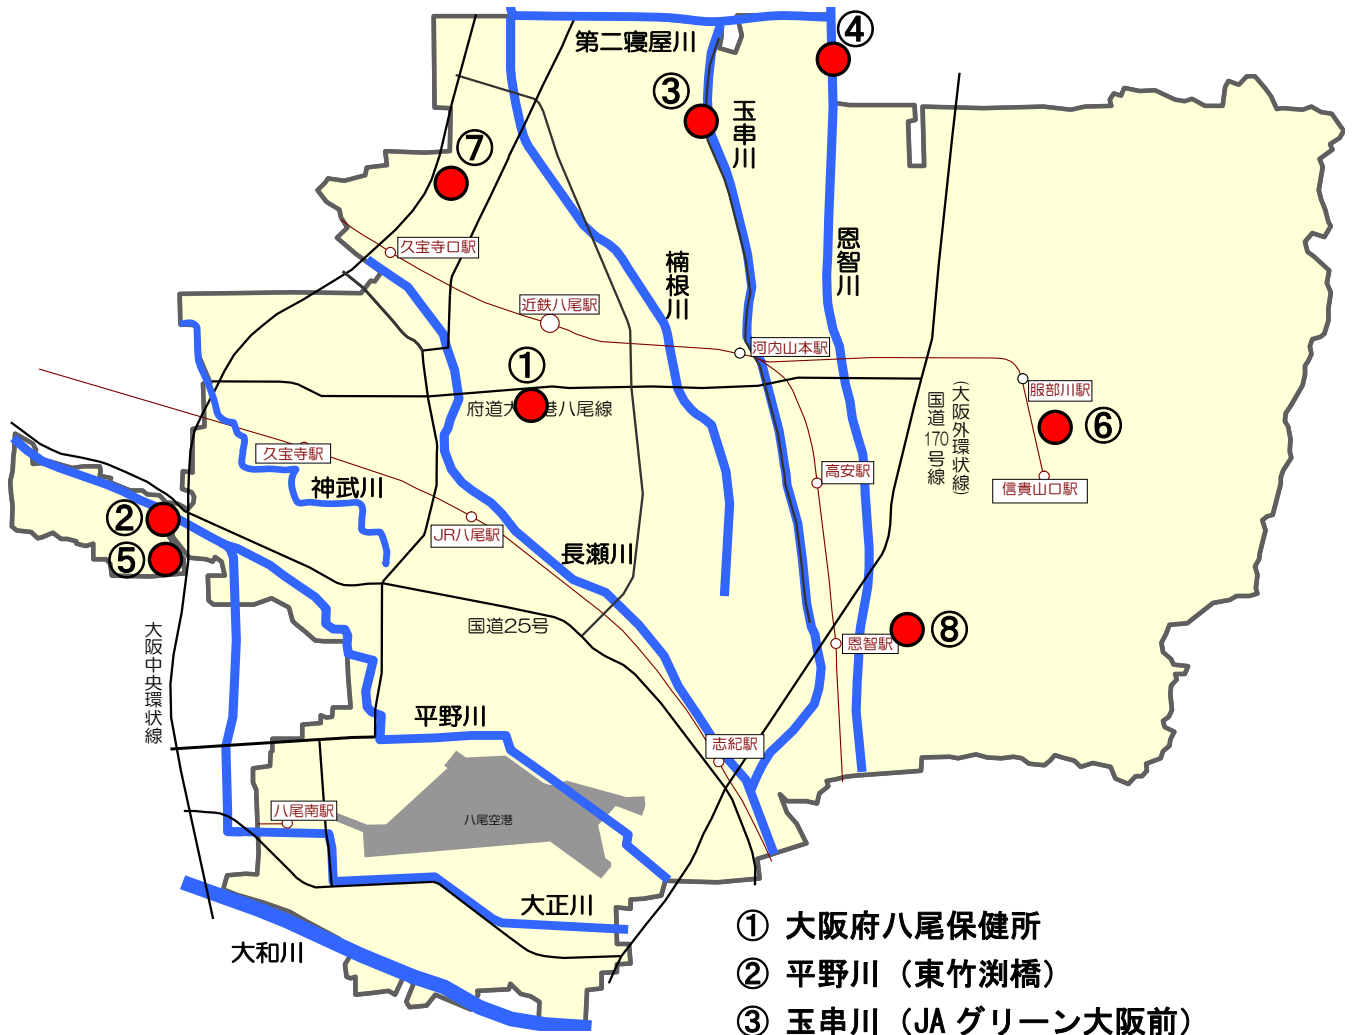 第二寝屋川
④
③
玉串川
⑦
恩智川
久宝寺口駅
楠根川
近鉄八尾駅
河内山本駅
①
服部川駅
府道大 港八尾線
国道170号線
(大阪外環状線)
⑥
久宝寺駅
高安駅
神武川
信貴山口駅
②
JR八尾駅
長瀬川
⑤
国道25号
大阪中央環状線
⑧
恩智駅
平野川
志紀駅
八尾南駅
八尾空港
大正川
大和川
① 大阪府八尾保健所
② 平野川（東竹渕橋）
③ 玉串川（JAグリーン大阪前）